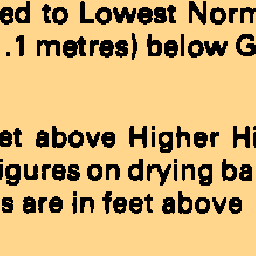 ed to Lowest Norm
.1 metres) below G
et above Higher Hi
igures on drying ba
s are in feet above